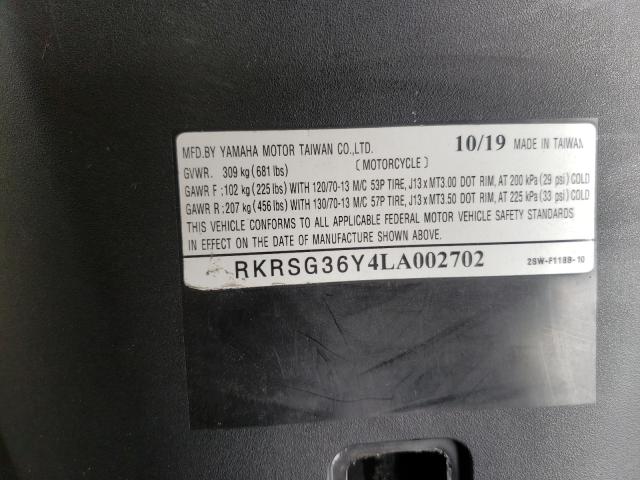 MFD.BY YAMAHA MOTOR TAIWAN CO.,LTD. 10/19 MADE IN TAIWAN
GVWR. 309 kg (681 lbs) (MOTORCYCLE)
GAWR F :102 kg (225 lbs) WITH 120/70-13 M/C 53P TIRE, J13 x MT3.00 DOT RIM, AT 200 kPa (29 psi) COLD
GAWR R :207 kg (456 lbs) WITH 130/70-13 M/C 57P TIRE, J13 x MT3.50 DOT RIM, AT 225 kPa (33 psi) COLD
THIS VEHICLE CONFORMS TO ALL APPLICABLE FEDERAL MOTOR VEHICLE SAFETY STANDARDS
IN EFFECT ON THE DATE OF MANUFACTURE SHOWN ABOVE.
RKRSG36Y4LA002702 2SW-F118B-10